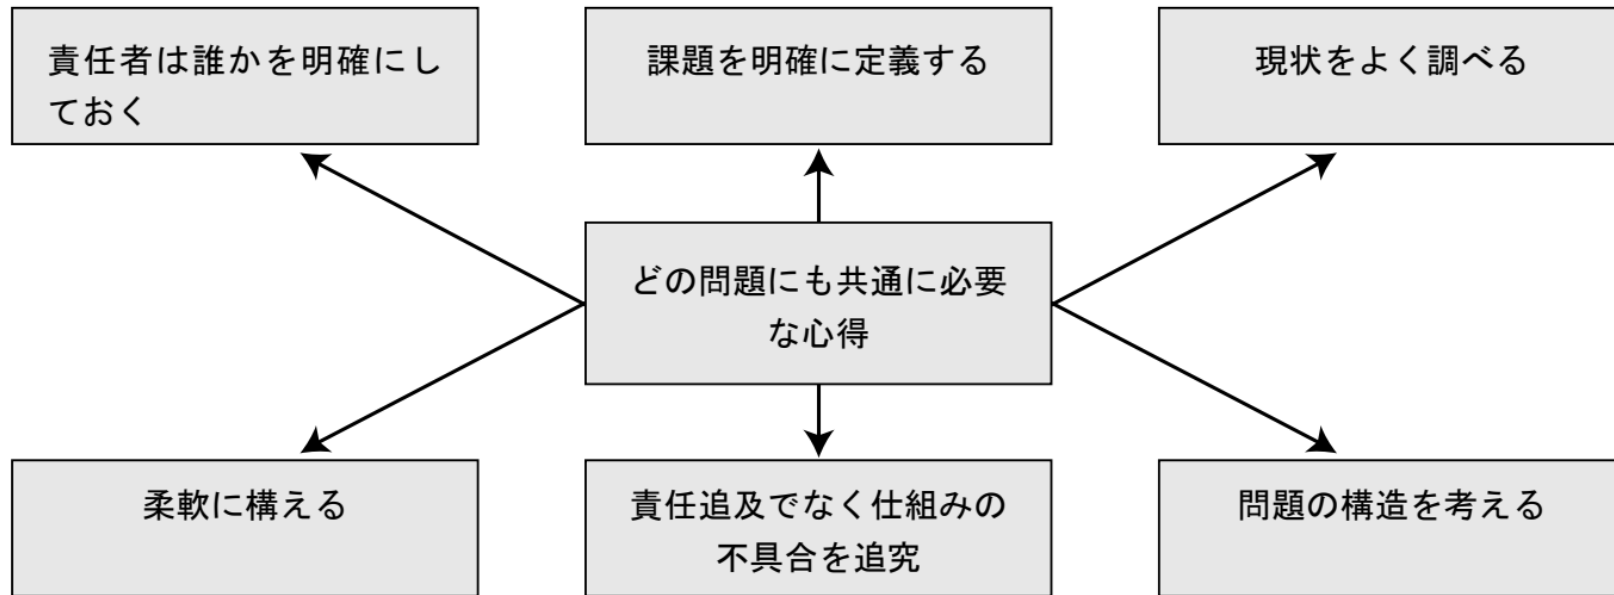 責任者は誰かを明確にし
ておく
課題を明確に定義する
現状をよく調べる
どの問題にも共通に必要
な心得
柔軟に構える
責任追及でなく仕組みの
不具合を追究
問題の構造を考える